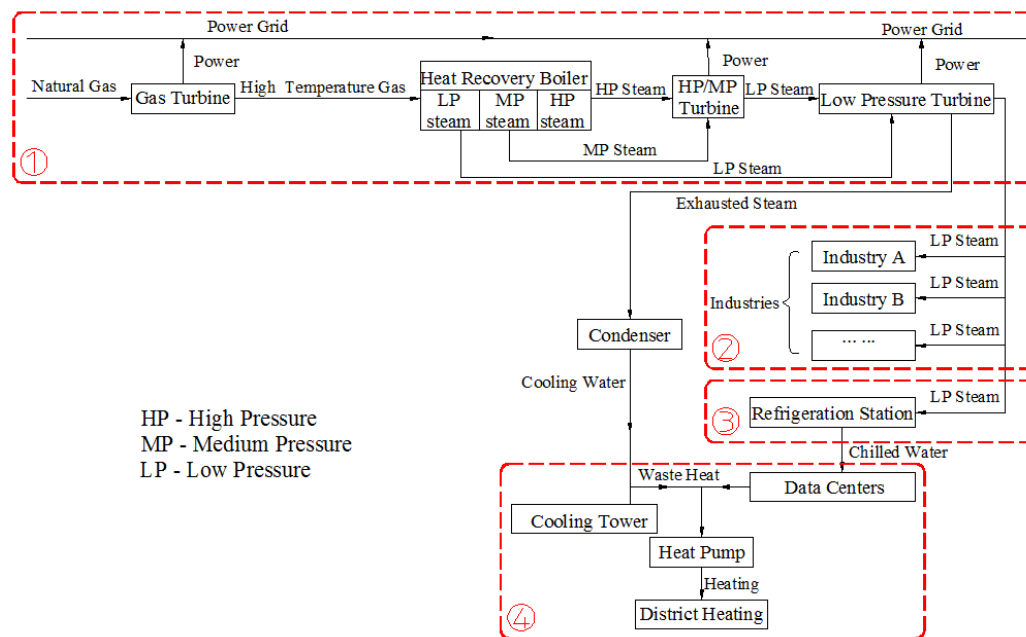 Power Grid
Power Grid
Power
Power
Power
Natural Gas
Gas Turbine
High Temperature Gas
Heat Recovery Boiler
LP steam
MP steam
HP steam
HP Steam
HP/MP Turbine
LP Steam
Low Pressure Turbine
MP Steam
LP Steam
①
Exhausted Steam
LP Steam
Industry A
LP Steam
Industries
Industry B
LP Steam
... ...
②
Condenser
Cooling Water
③
LP Steam
Refrigeration Station
Chilled Water
HP - High Pressure
MP - Medium Pressure
LP - Low Pressure
Waste Heat
Data Centers
Cooling Tower
Heat Pump
Heating
District Heating
④